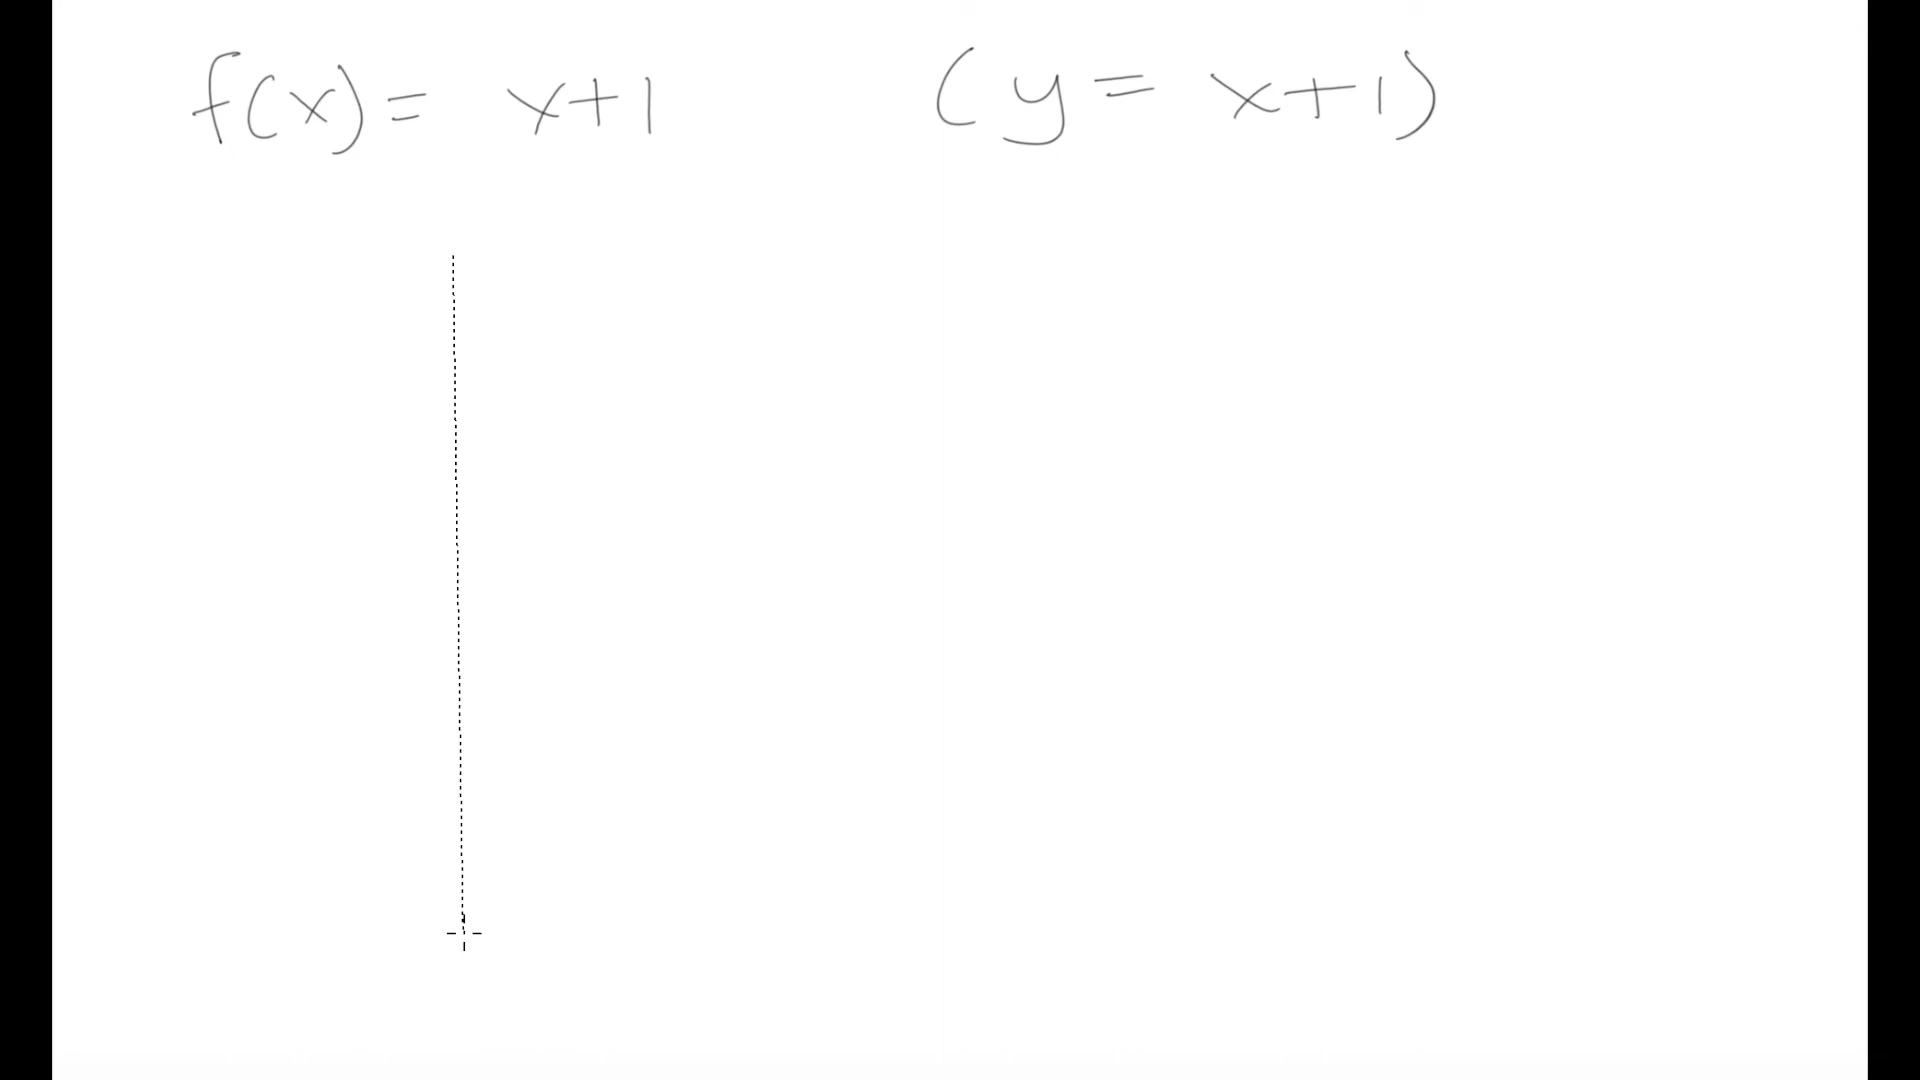 f(x) = x+1 (y = x+1)